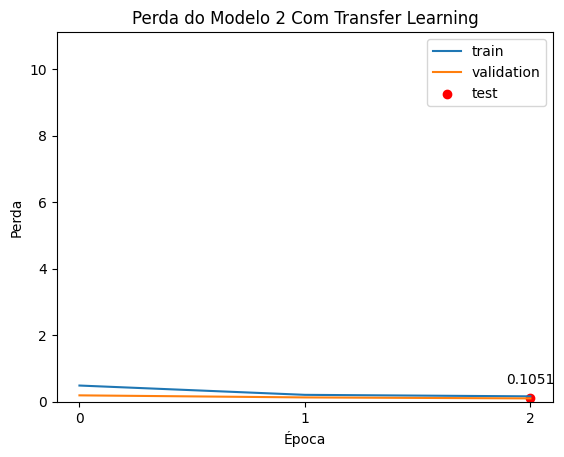 Perda do Modelo 2 Com Transfer Learning
train
validation
test
10
8
6
4
2
0
Perda
0.1051
0
1
2
Época